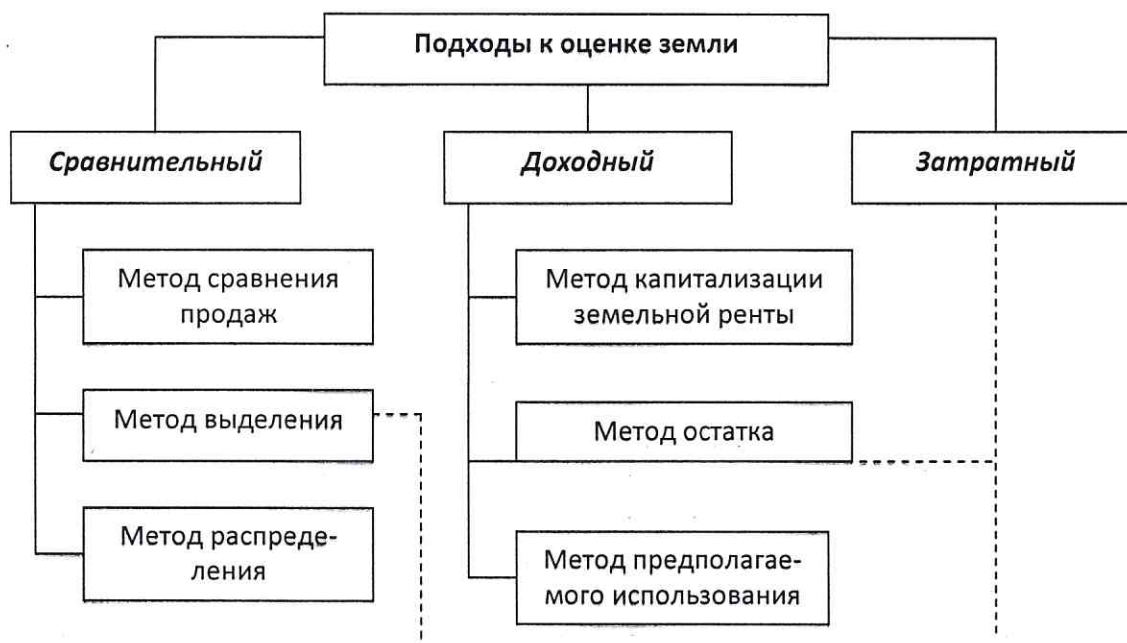 Подходы к оценке земли
Сравнительный
Доходный
Затратный
Метод сравнения
продаж
Метод капитализации
земельной ренты
Метод выделения
Метод остатка
Метод распреде-
ления
Метод предполагае-
мого использования